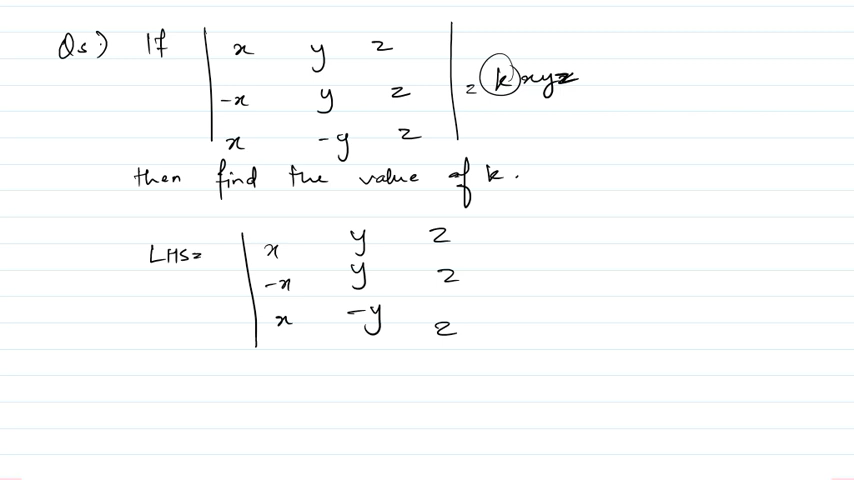 Qs:) If | x y z |
| -x y z | = k xyz
| x -y z |
then find the value of k.
LHS= | x y z
| -x y z
| x -y z